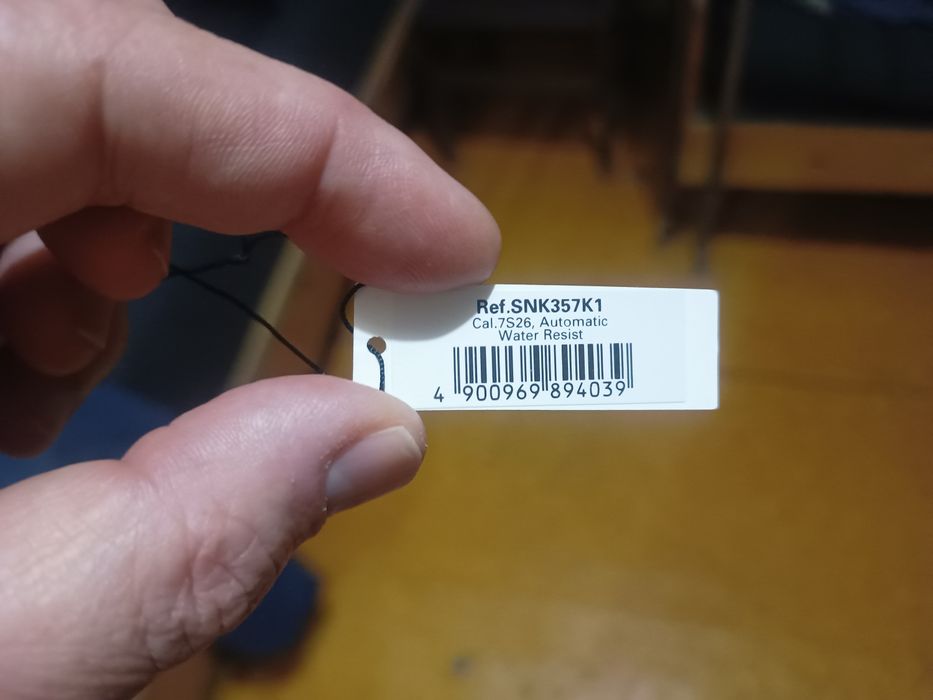 Ref.SNK357K1
Cal.7S26, Automatic
Water Resist
4 900969 894039